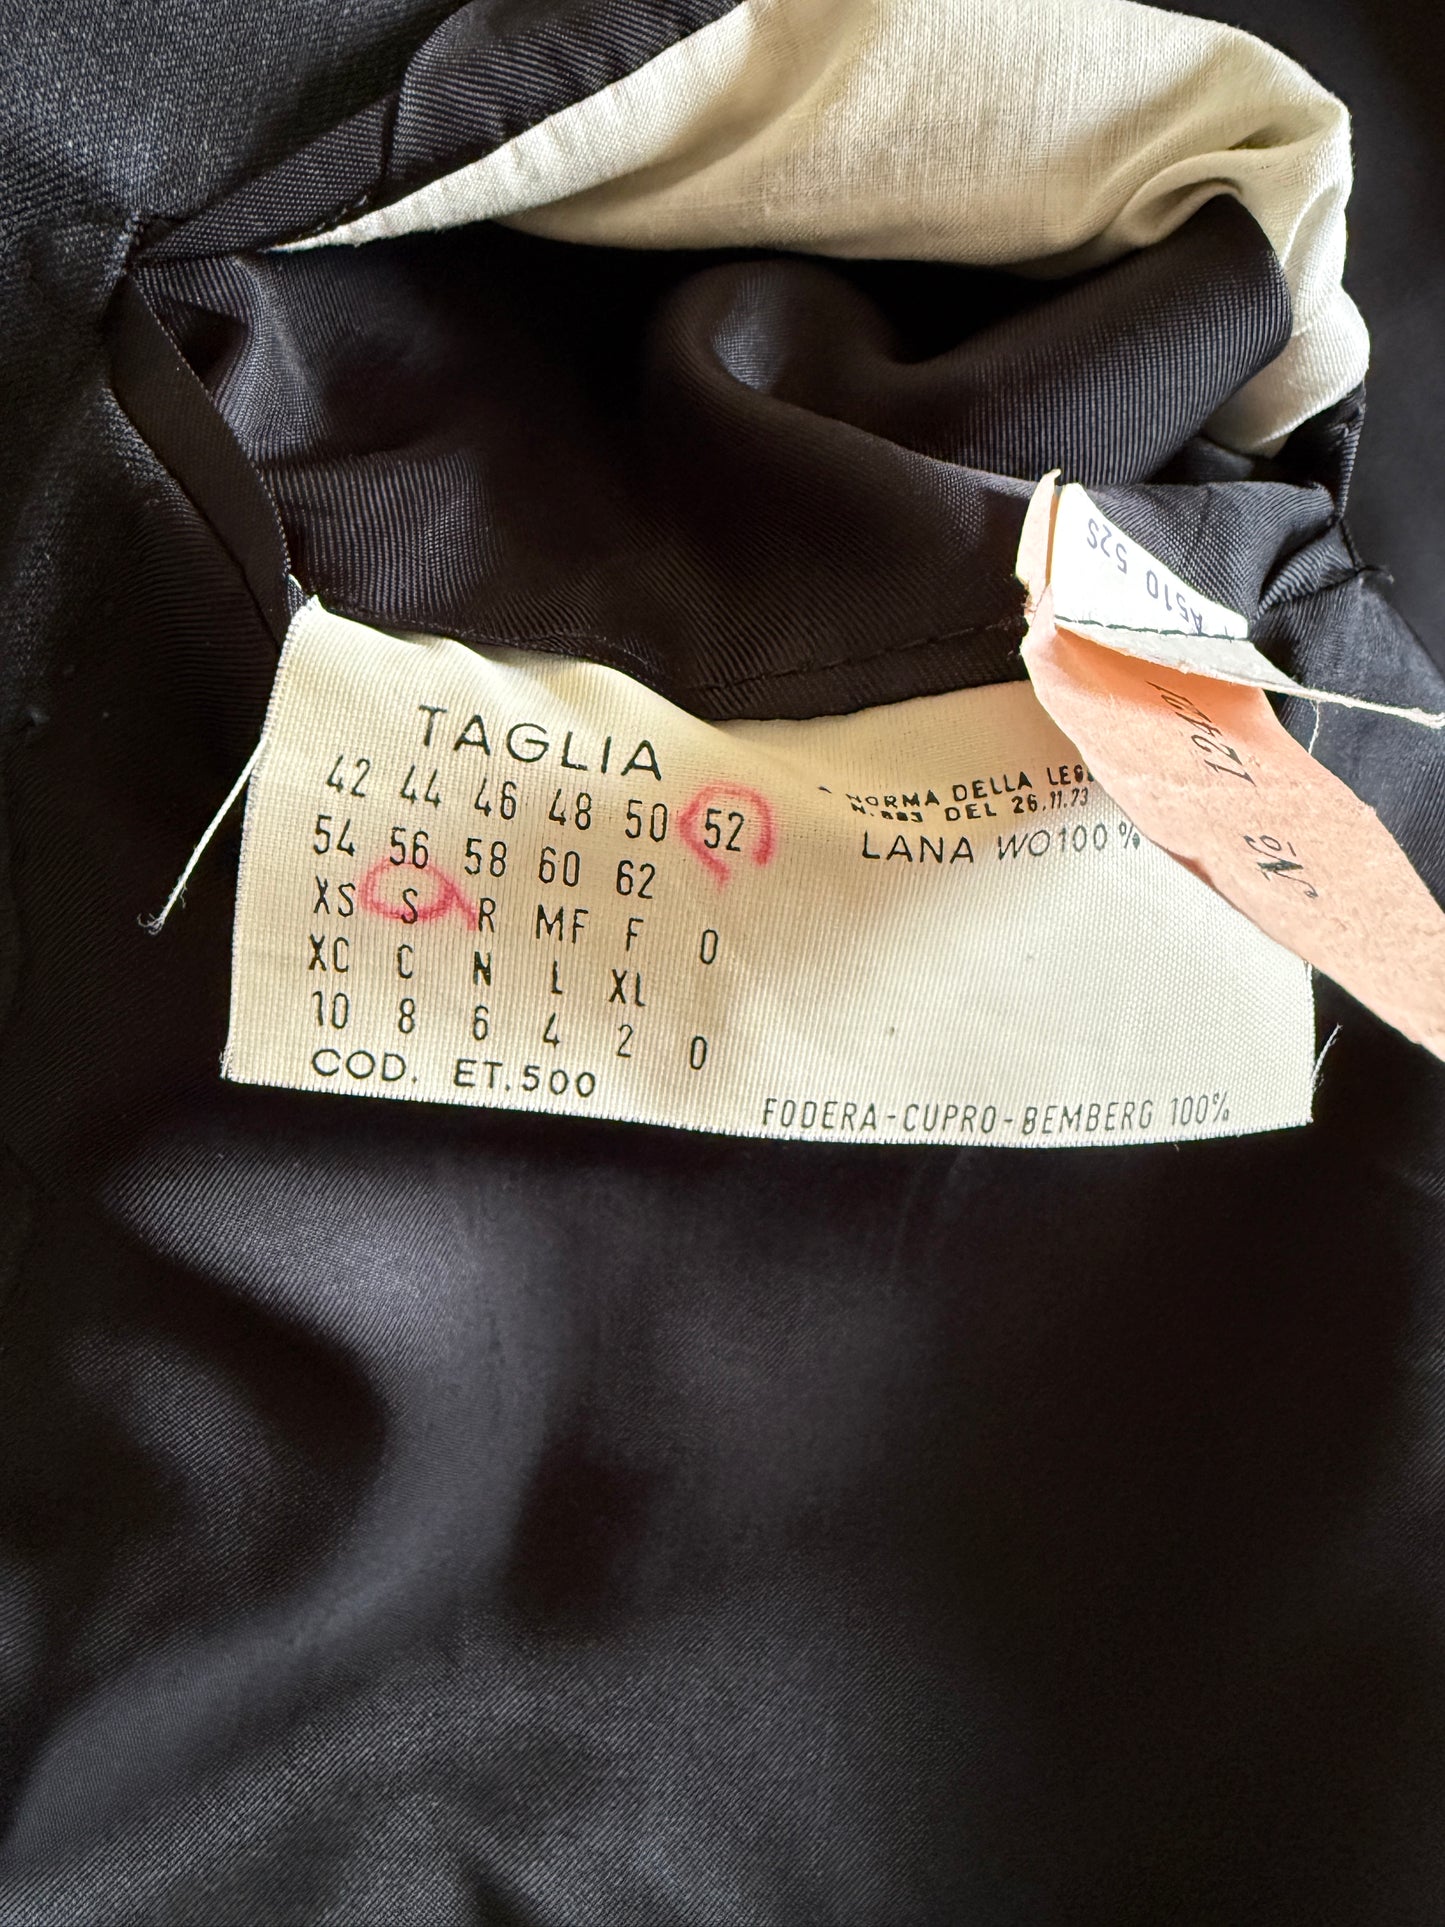 TAGLIA
42 44 46 48 50 52
54 56 58 60 62
XS S R MF F 0
XC C N L XL
10 8 6 4 2 0
COD. ET.500
NORMA DELLA
DEL 26.11.73
LANA WO100%
FODERA-CUPRO-BEMBERG 100%
A510 52S
Nº